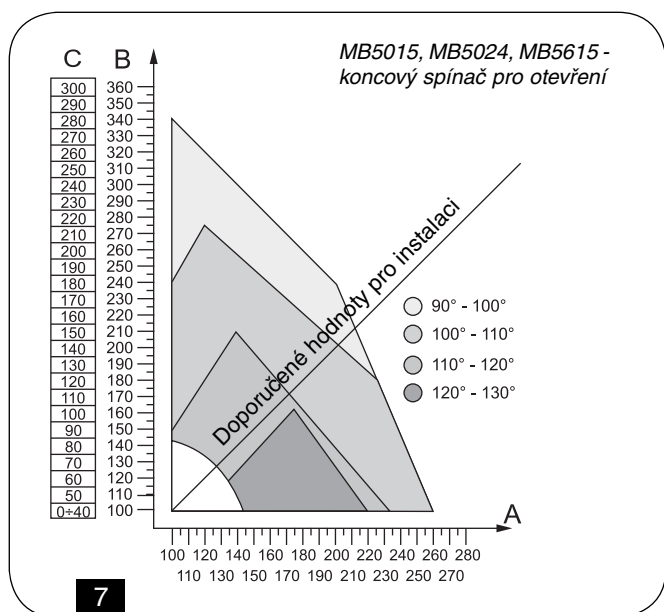 MB5015, MB5024, MB5615 -
koncový spínač pro otevření
C B
300 360
290 350
280 340
270 330
260 320
250 310
240 300
230 290
220 280
210 270
200 260
190 250
180 240
170 230
160 220
150 210
140 200
130 190
120 180
110 170
100 160
90 150
80 140
70 130
60 120
50 110
0÷40 100
Doporučené hodnoty pro instalaci
90° - 100°
100° - 110°
110° - 120°
120° - 130°
A
100 120 140 160 180 200 220 240 260 280
110 130 150 170 190 210 230 250 270
7